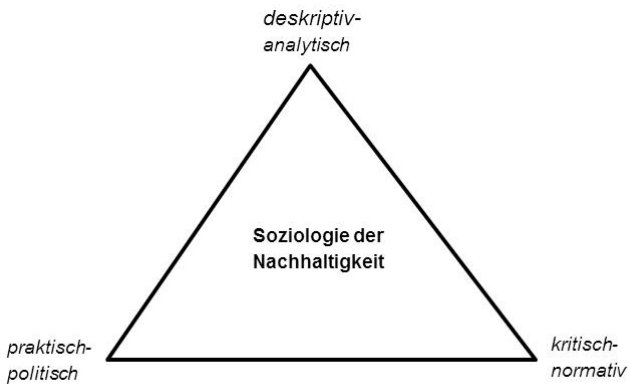 deskriptiv-
analytisch
Soziologie der
Nachhaltigkeit
praktisch-
politisch
kritisch-
normativ